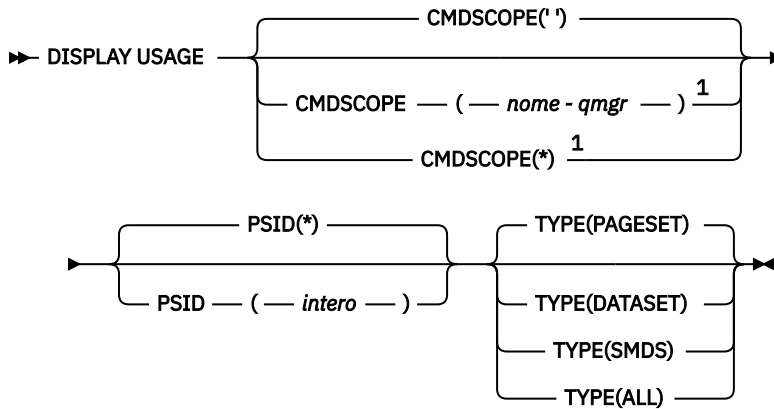 CMDSCOPE(' ')
DISPLAY USAGE
CMDSCOPE ( nome - qmgr ) 1
CMDSCOPE(*) 1
PSID(*) TYPE(PAGESET)
PSID ( intero ) TYPE(DATASET)
TYPE(SMDS)
TYPE(ALL)